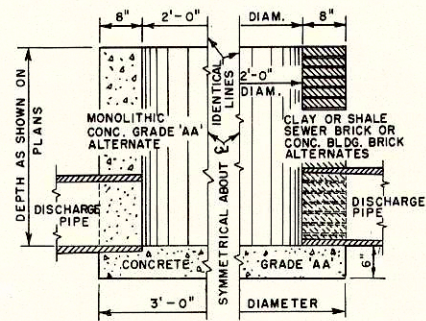 8"
2'-0"
DIAM.
8"
DEPTH AS SHOWN ON
PLANS
MONOLITHIC
CONC. GRADE 'AA'
ALTERNATE
IDENTICAL
LINES
2'-0"
DIAM.
CLAY OR SHALE
SEWER BRICK OR
CONC. BLDG. BRICK
ALTERNATES
DISCHARGE
PIPE
SYMMETRICAL ABOUT ℄
DISCHARGE
PIPE
CONCRETE
GRADE 'AA'
6"
3'-0"
DIAMETER